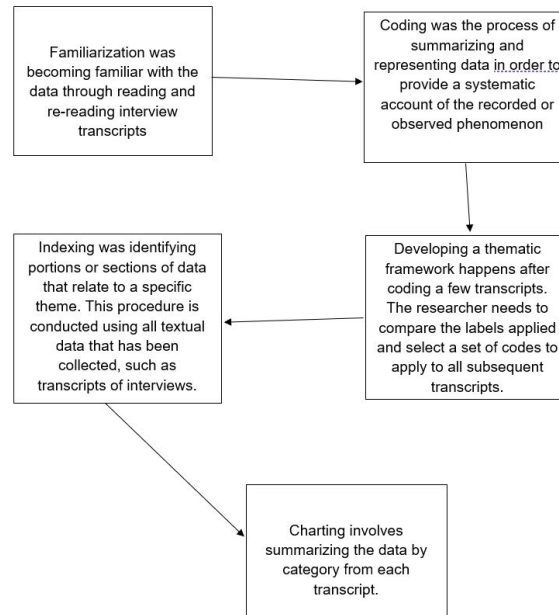 Familiarization was
becoming familiar with the
data through reading and
re-reading interview
transcripts
Coding was the process of
summarizing and
representing data in order to
provide a systematic
account of the recorded or
observed phenomenon
Developing a thematic
framework happens after
coding a few transcripts.
The researcher needs to
compare the labels applied
and select a set of codes to
apply to all subsequent
transcripts.
Indexing was identifying
portions or sections of data
that relate to a specific
theme. This procedure is
conducted using all textual
data that has been
collected, such as
transcripts of interviews.
Charting involves
summarizing the data by
category from each
transcript.